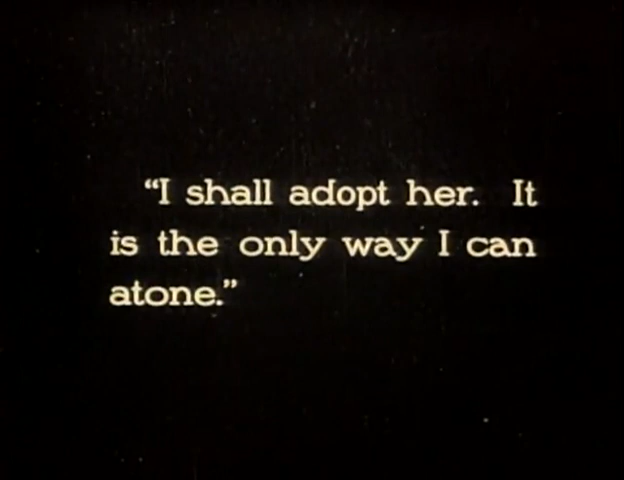 “I shall adopt her. It
is the only way I can
atone.”